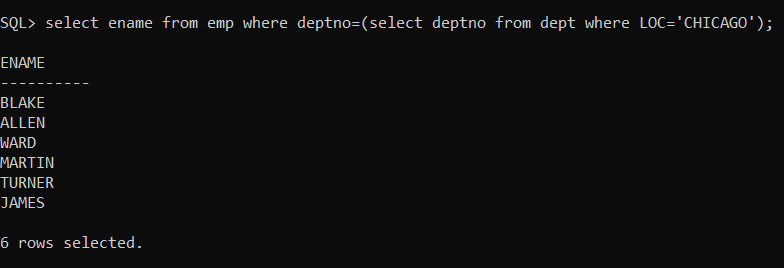 SQL> select ename from emp where deptno=(select deptno from dept where LOC='CHICAGO');
ENAME
----------
BLAKE
ALLEN
WARD
MARTIN
TURNER
JAMES
6 rows selected.